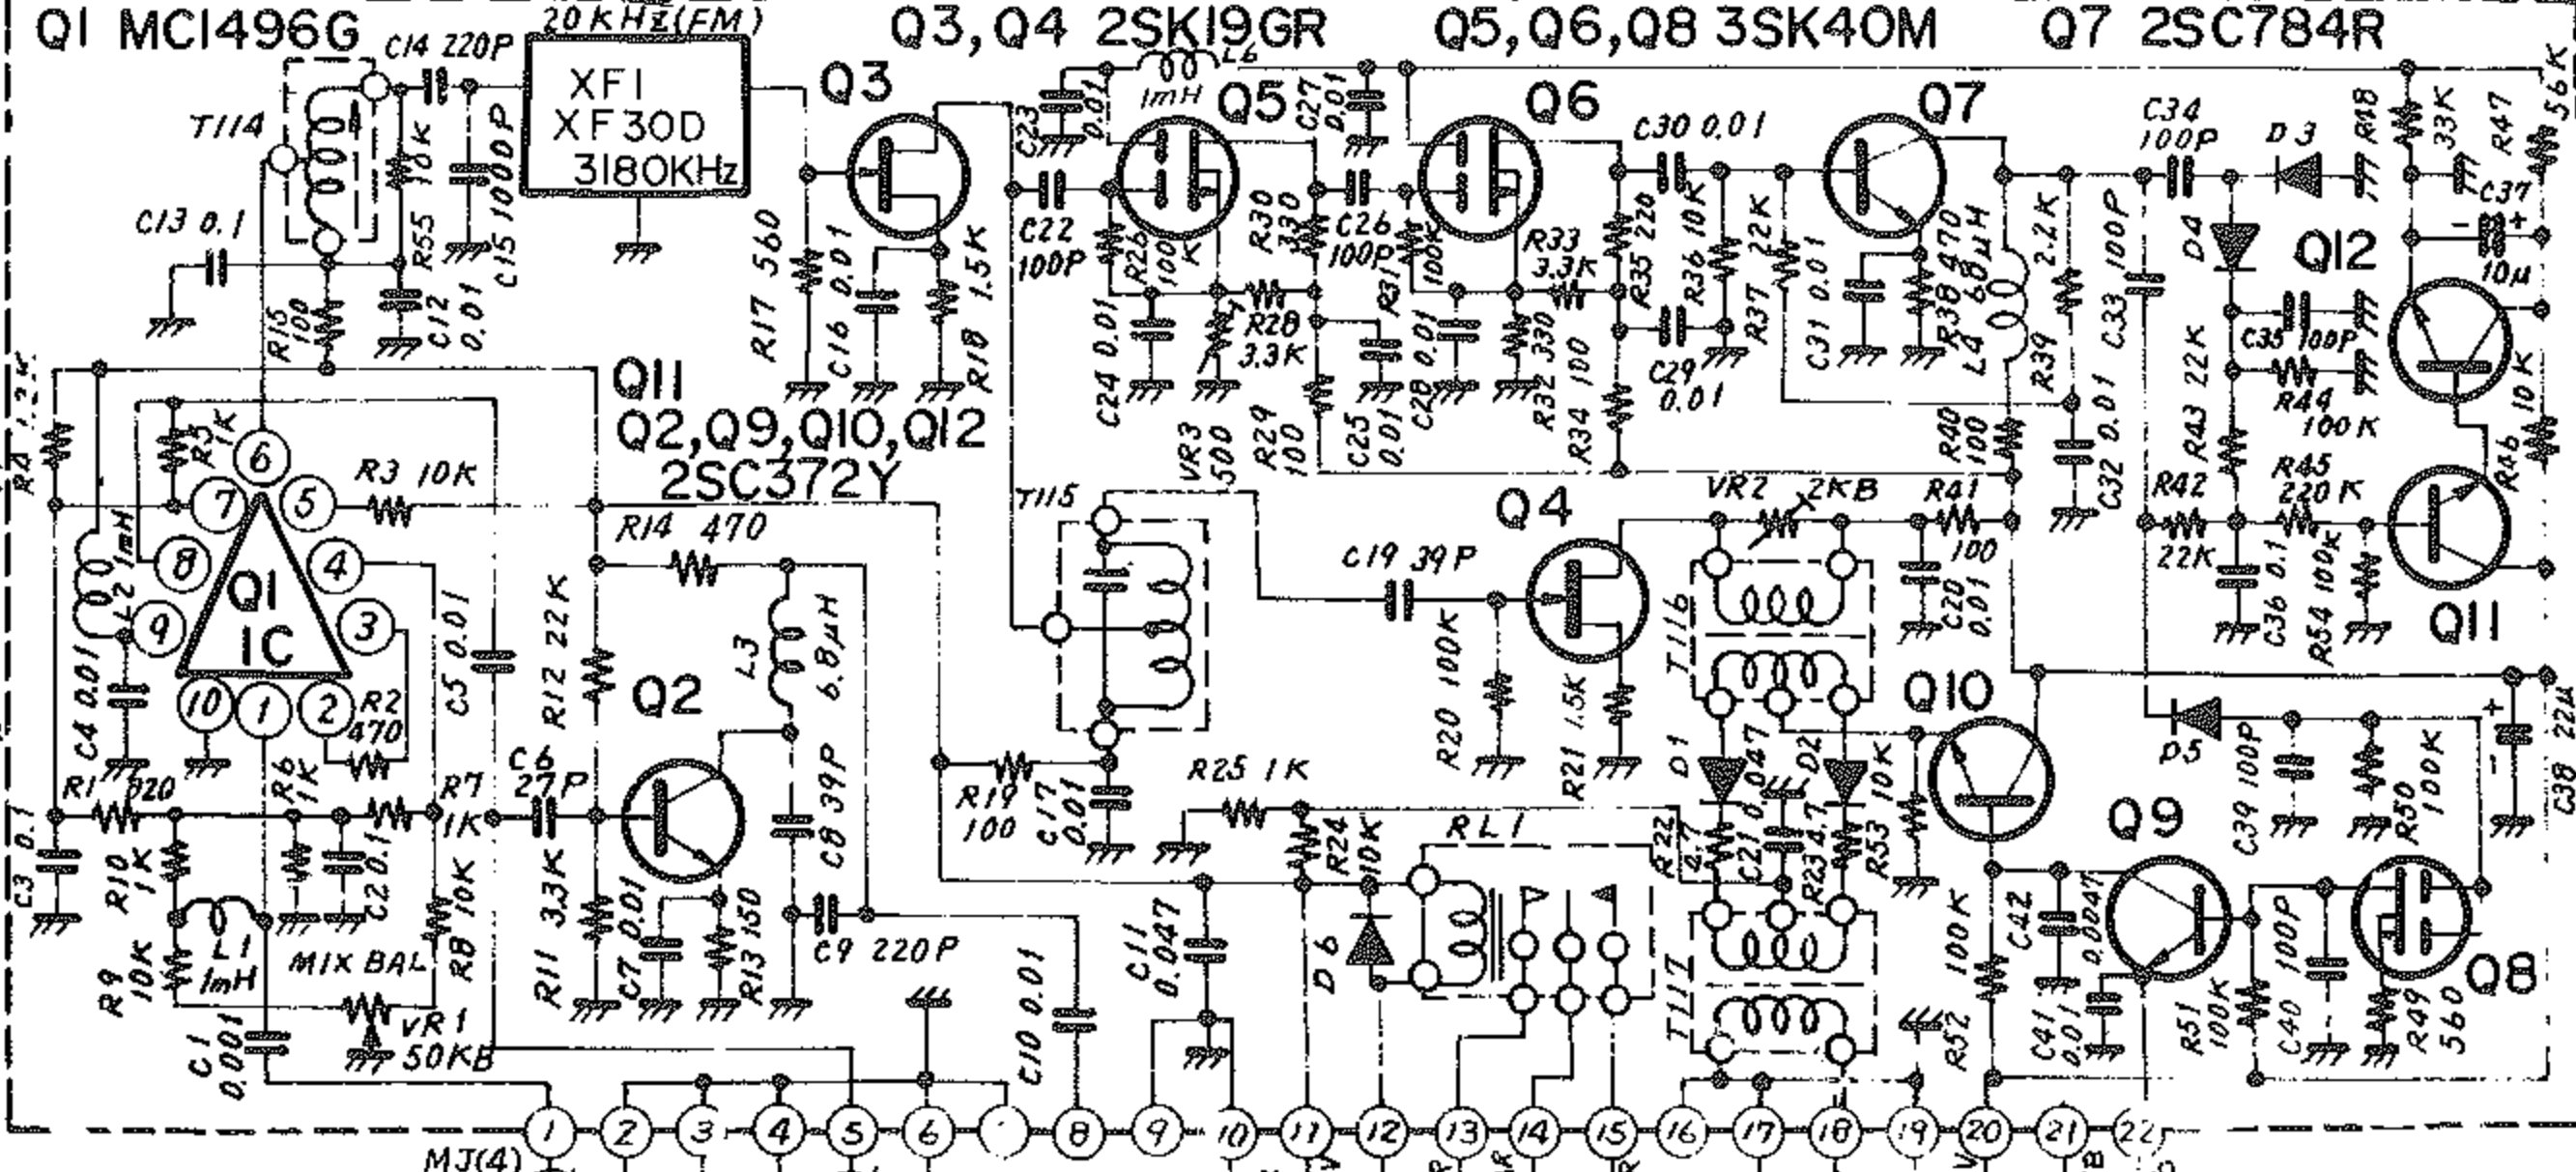 20KHz(FM)
Q1 MC1496G
Q3,Q4 2SK19GR
Q5,Q6,Q8 3SK40M
Q7 2SC784R
C14 220P
XF1
XF30D
3180KHz
T114
R55 10K
C15 1000P
C13 0.1
R15
100
C12
0.01
Q3
R17 560
C16 0.01
R18 1.5K
C23
0.01
L6
1mH
Q5
C27
0.01
Q6
C22
100P
R26
100K
R30
330
C26
100P
R31
100K
R33
3.3K
R28
3.3K
C24 0.01
VR3
500
R29
100
C25
0.01
C28 0.01
R32 330
R34 100
R35 220
C30 0.01
R36 10K
C29
0.01
R37 22K
Q7
C31 0.01
R38 470
L4 68μH
R39
2.2K
C33 100P
C34
100P
D3
R48
33K
R47
56K
D4
Q12
C37
10μ
C35 100P
R44
100K
R43 22K
R46 10K
R40
100
C32 0.01
R42
22K
R45
220K
C36 0.1
R54 100K
Q11
Q11
Q2,Q9,Q10,Q12
2SC372Y
R4 1.2K
R5
1K
R3 10K
L2 1mH
6
7
5
8
4
9
3
10
1
2
Q1
IC
C4 0.01
R2
470
C5 0.01
R14 470
R12 22K
L3
6.8μH
Q2
C6
27P
R1 820
R6
1K
R7
1K
C3 0.1
R10
1K
C2 0.1
R9
10K
L1
1mH
MIX BAL
R8 10K
VR1
50KB
C1
0.001
R11 3.3K
C7 0.01
R13 150
C8 39P
C9 220P
C10 0.01
T115
R19
100
C17
0.01
C19 39P
Q4
R20 100K
R21 1.5K
VR2 2KB
R41
100
C20
0.01
T116
D1
C21 0.047
D2
R53 10K
R22
R23 47
T117
R25 1K
R24
10K
RL1
D6
C11
0.047
Q10
Q9
R52 100K
C42
0.0047
C41
0.01
R51
100K
C40 100P
R49
560
Q8
D5
C39 100P
R50
100K
C38 22μ
1
2
3
4
5
6
8
9
10
11
12
13
14
15
16
17
18
19
20
21
22
MJ(4)